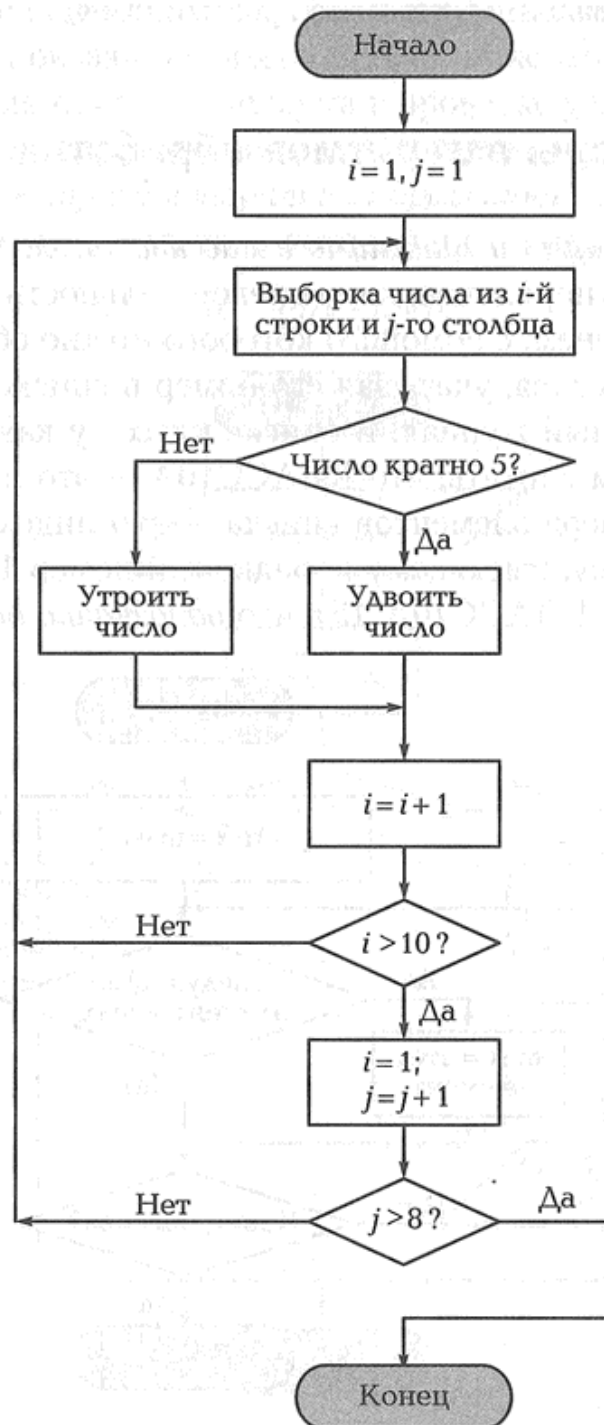 Начало
i=1, j=1
Выборка числа из i-й
строки и j-го столбца
Нет
Число кратно 5?
Да
Утроить
число
Удвоить
число
i=i+1
Нет
i>10?
Да
i=1;
j=j+1
Нет
j>8?
Да
Конец